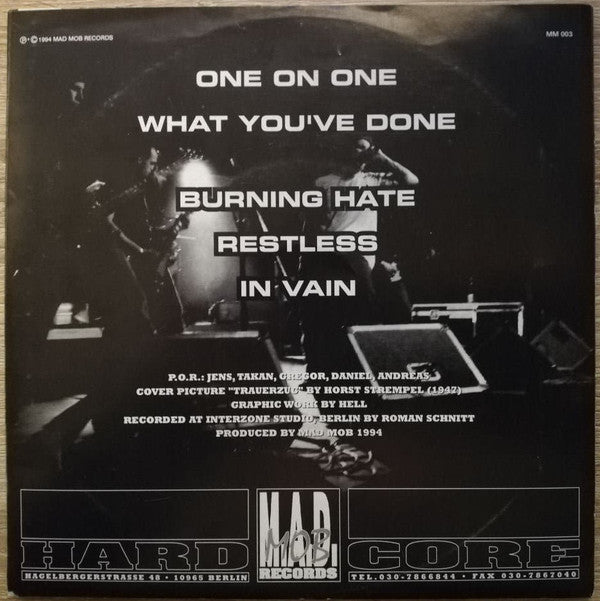 ℗+© 1994 MAD MOB RECORDS
MM 003
ONE ON ONE
WHAT YOU'VE DONE
BURNING HATE
RESTLESS
IN VAIN
P.O.R.: JENS, TAKAN, GREGOR, DANIEL, ANDREAS
COVER PICTURE "TRAUERZUG" BY HORST STREMPEL (1947)
GRAPHIC WORK BY HELL
RECORDED AT INTERZONE STUDIO, BERLIN BY ROMAN SCHNITT
PRODUCED BY MAD MOB 1994
HARD M.A.D. CORE
MOB
RECORDS
HAGELBERGERSTRASSE 48 · 10965 BERLIN
TEL. 030-7866844 · FAX 030-7867040